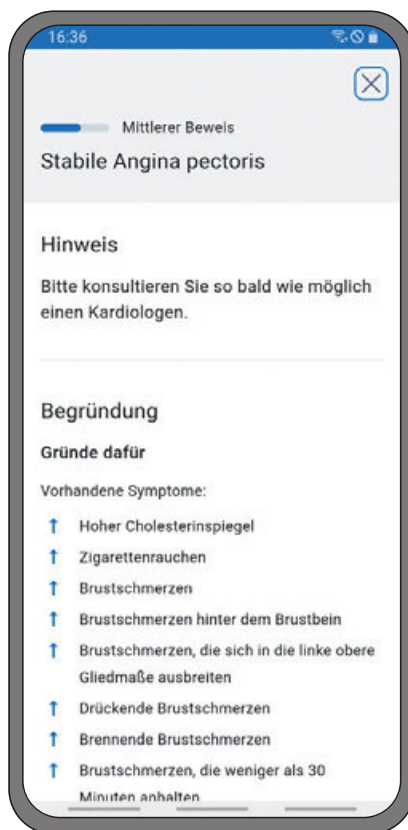 16:36
Mittlerer Beweis
Stabile Angina pectoris
Hinweis
Bitte konsultieren Sie so bald wie möglich
einen Kardiologen.
Begründung
Gründe dafür
Vorhandene Symptome:
↑ Hoher Cholesterinspiegel
↑ Zigarettenrauchen
↑ Brustschmerzen
↑ Brustschmerzen hinter dem Brustbein
↑ Brustschmerzen, die sich in die linke obere
Gliedmaße ausbreiten
↑ Drückende Brustschmerzen
↑ Brennende Brustschmerzen
↑ Brustschmerzen, die weniger als 30
Minuten anhalten